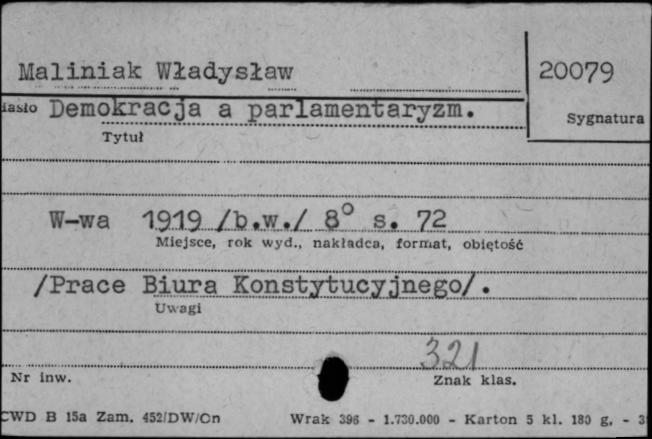 Maliniak Władysław
20079
Demokracja a parlamentaryzm.
Sygnatura
Tytuł
W-wa 1919 /b.w./ 8° s. 72
Miejsce, rok wyd., nakładca, format, objętość
/Prace Biura Konstytucyjnego/.
Uwagi
321
Nr inw.
Znak klas.
CWD B 15a Zam. 452/DW/Cn
Wrak 396 - 1.730.000 - Karton 5 kl. 180 g, -